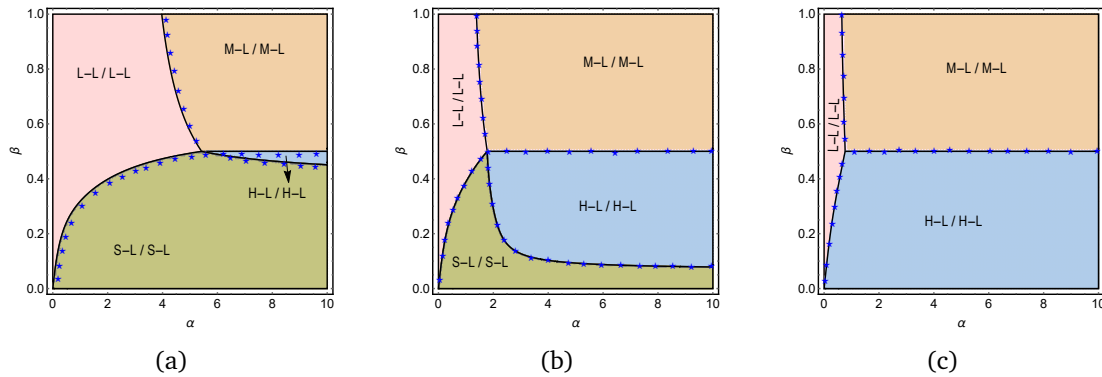 1.0
0.8
0.6
β
0.4
0.2
0.0
0 2 4 6 8 10
α
L–L / L–L
M–L / M–L
H–L / H–L
S–L / S–L
(a)
1.0
0.8
0.6
β
0.4
0.2
0.0
0 2 4 6 8 10
α
L–L / L–L
M–L / M–L
H–L / H–L
S–L / S–L
(b)
1.0
0.8
0.6
β
0.4
0.2
0.0
0 2 4 6 8 10
α
L–L / L–L
M–L / M–L
H–L / H–L
(c)